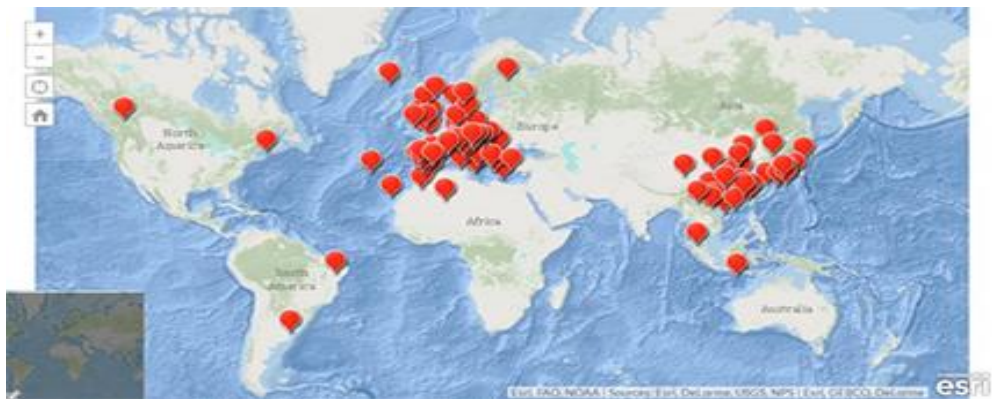 +
-
Asia
North
America
Europe
Africa
South
America
Australia
Esri, FAO, NOAA | Sources: Esri, DeLorme, USGS, NPS | Esri, GEBCO, DeLorme
esri